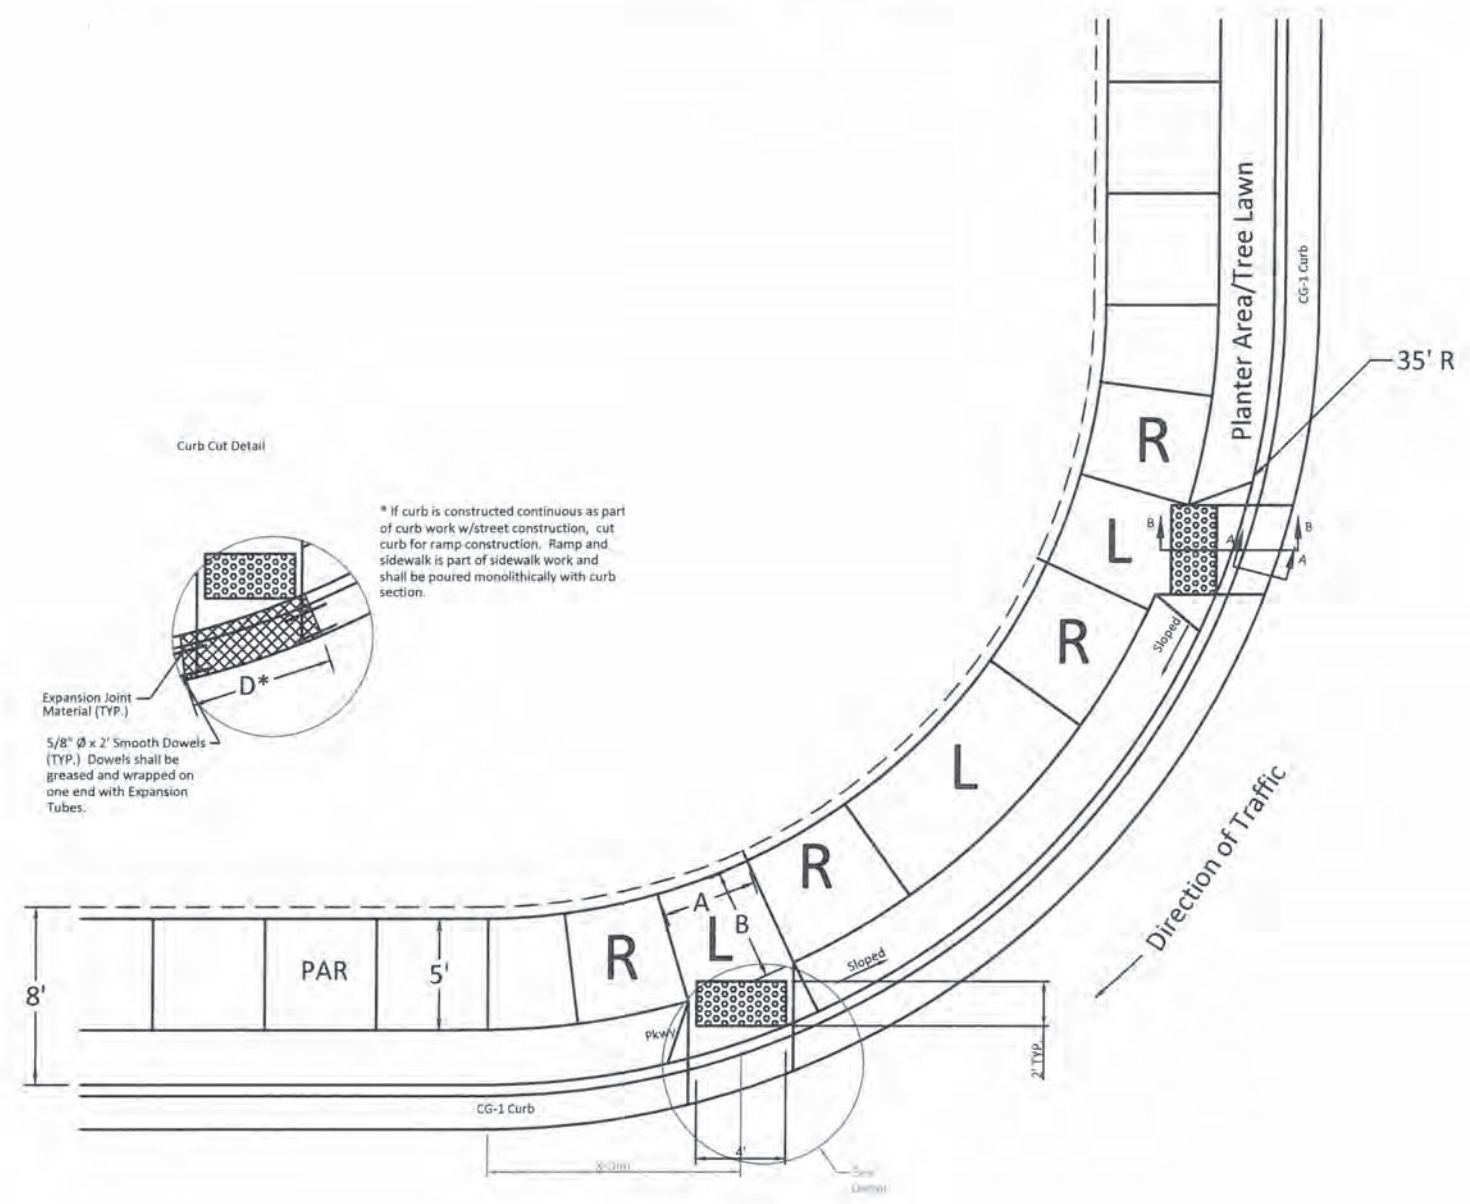 35' R
Planter Area/Tree Lawn
CG-1 Curb
R
L
B
B
A
A
Sloped
R
L
R
Direction of Traffic
Curb Cut Detail
* If curb is constructed continuous as part
of curb work w/street construction, cut
curb for ramp construction. Ramp and
sidewalk is part of sidewalk work and
shall be poured monolithically with curb
section.
D*
Expansion Joint
Material (TYP.)
5/8" Ø x 2' Smooth Dowels
(TYP.) Dowels shall be
greased and wrapped on
one end with Expansion
Tubes.
8'
PAR
5'
R
A
L
B
Sloped
Pkwy
2' TYP.
CG-1 Curb
4'
See